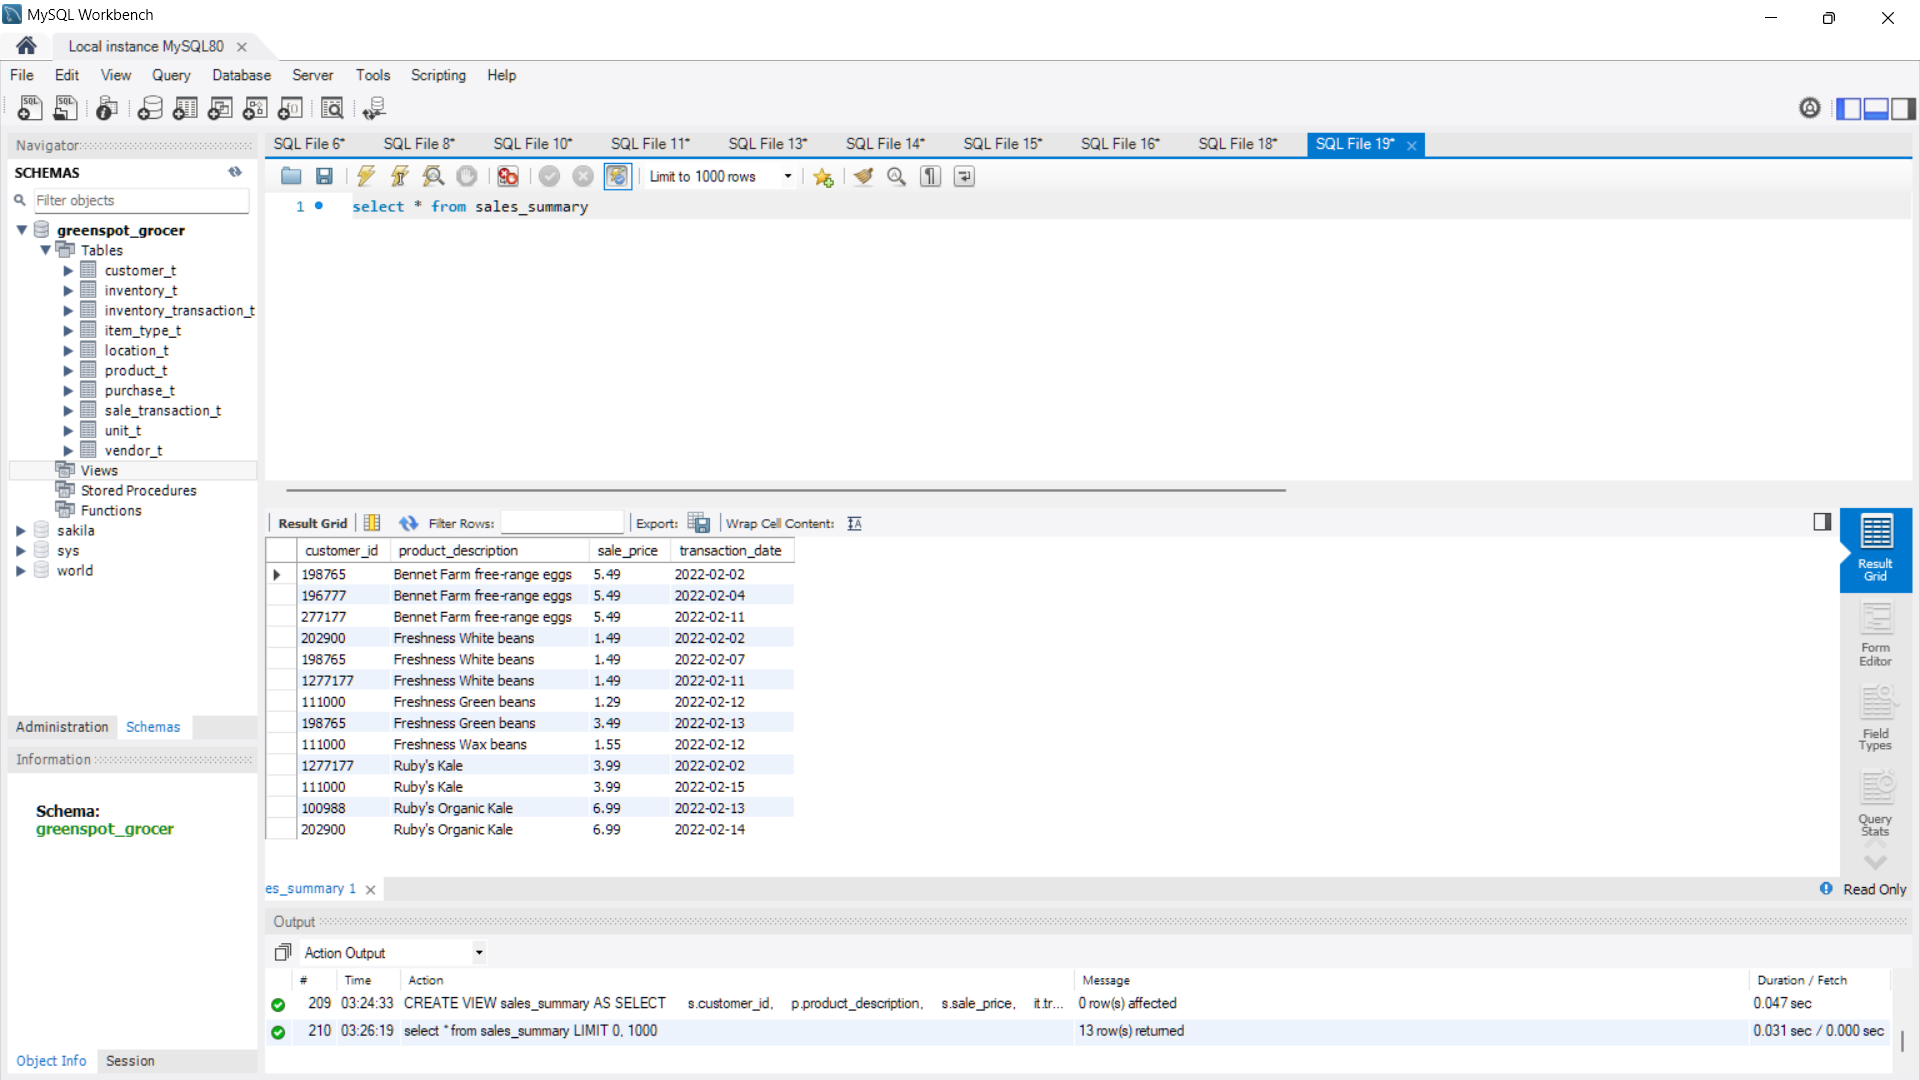 MySQL Workbench
Local instance MySQL80
File Edit View Query Database Server Tools Scripting Help
Navigator
SCHEMAS
Filter objects
greenspot_grocer
Tables
customer_t
inventory_t
inventory_transaction_t
item_type_t
location_t
product_t
purchase_t
sale_transaction_t
unit_t
vendor_t
Views
Stored Procedures
Functions
sakila
sys
world
Administration Schemas
Information
Schema:
greenspot_grocer
Object Info Session
SQL File 6* SQL File 8* SQL File 10* SQL File 11* SQL File 13* SQL File 14* SQL File 15* SQL File 16* SQL File 18* SQL File 19*
Limit to 1000 rows
1 select * from sales_summary
Result Grid Filter Rows: Export: Wrap Cell Content:
customer_id product_description sale_price transaction_date
198765 Bennet Farm free-range eggs 5.49 2022-02-02
196777 Bennet Farm free-range eggs 5.49 2022-02-04
277177 Bennet Farm free-range eggs 5.49 2022-02-11
202900 Freshness White beans 1.49 2022-02-02
198765 Freshness White beans 1.49 2022-02-07
1277177 Freshness White beans 1.49 2022-02-11
111000 Freshness Green beans 1.29 2022-02-12
198765 Freshness Green beans 3.49 2022-02-13
111000 Freshness Wax beans 1.55 2022-02-12
1277177 Ruby's Kale 3.99 2022-02-02
111000 Ruby's Kale 3.99 2022-02-15
100988 Ruby's Organic Kale 6.99 2022-02-13
202900 Ruby's Organic Kale 6.99 2022-02-14
Result
Grid
Form
Editor
Field
Types
Query
Stats
es_summary 1
Read Only
Output
Action Output
# Time Action Message Duration / Fetch
209 03:24:33 CREATE VIEW sales_summary AS SELECT s.customer_id, p.product_description, s.sale_price, it.tr... 0 row(s) affected 0.047 sec
210 03:26:19 select * from sales_summary LIMIT 0, 1000 13 row(s) returned 0.031 sec / 0.000 sec